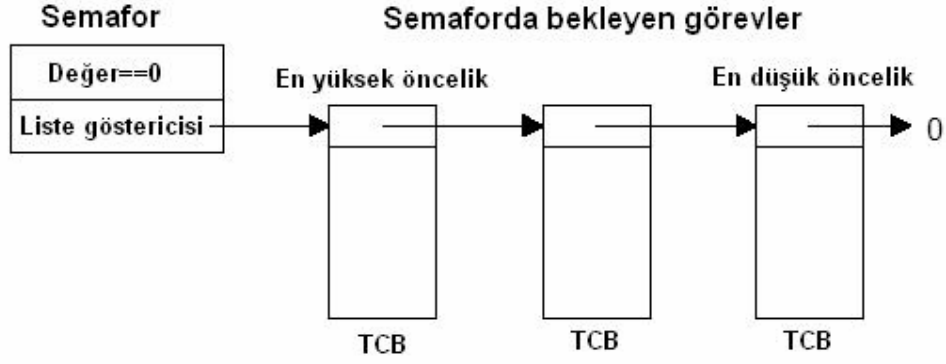 Semafor
Semaforda bekleyen görevler
Değer==0
En yüksek öncelik
En düşük öncelik
Liste göstericisi
0
TCB
TCB
TCB